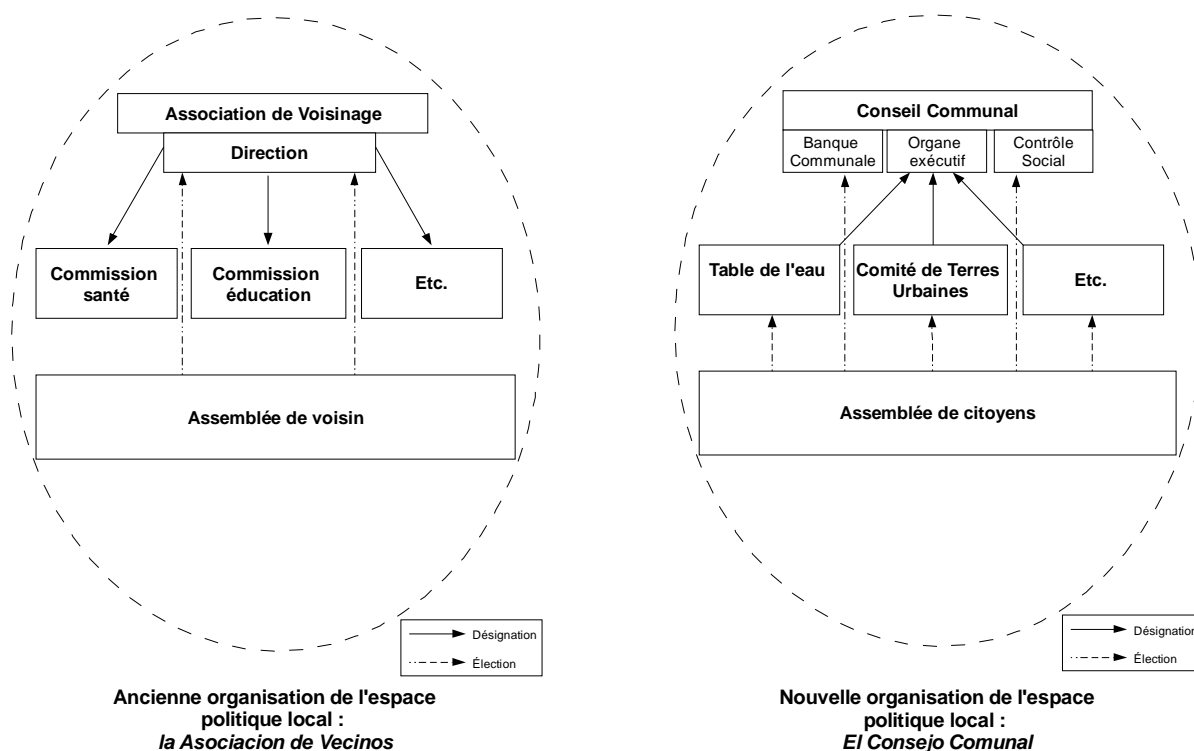 Association de Voisinage
Direction
Commission
santé
Commission
éducation
Etc.
Assemblée de voisin
Désignation
Élection
Ancienne organisation de l'espace
politique local :
la Asociacion de Vecinos
Conseil Communal
Banque
Communale
Organe
exécutif
Contrôle
Social
Table de l'eau
Comité de Terres
Urbaines
Etc.
Assemblée de citoyens
Désignation
Élection
Nouvelle organisation de l'espace
politique local :
El Consejo Comunal